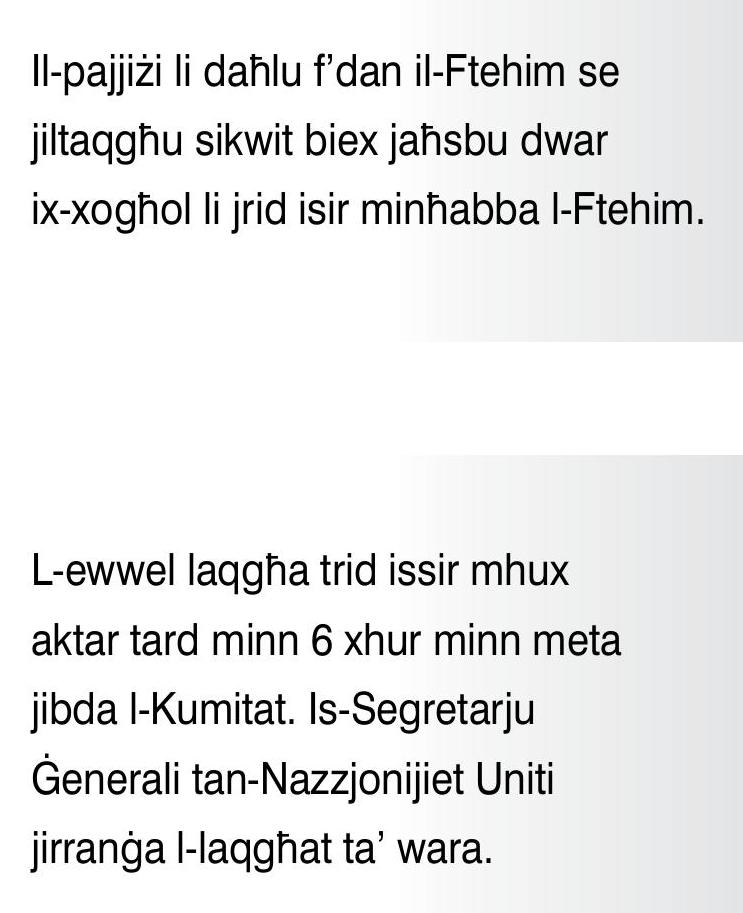 Il-pajjiżi li daħlu f’dan il-Ftehim se
jiltaqgħu sikwit biex jaħsbu dwar
ix-xogħol li jrid isir minħabba l-Ftehim.
L-ewwel laqgħa trid issir mhux
aktar tard minn 6 xhur minn meta
jibda l-Kumitat. Is-Segretarju
Ġenerali tan-Nazzjonijiet Uniti
jirranġa l-laqgħat ta’ wara.